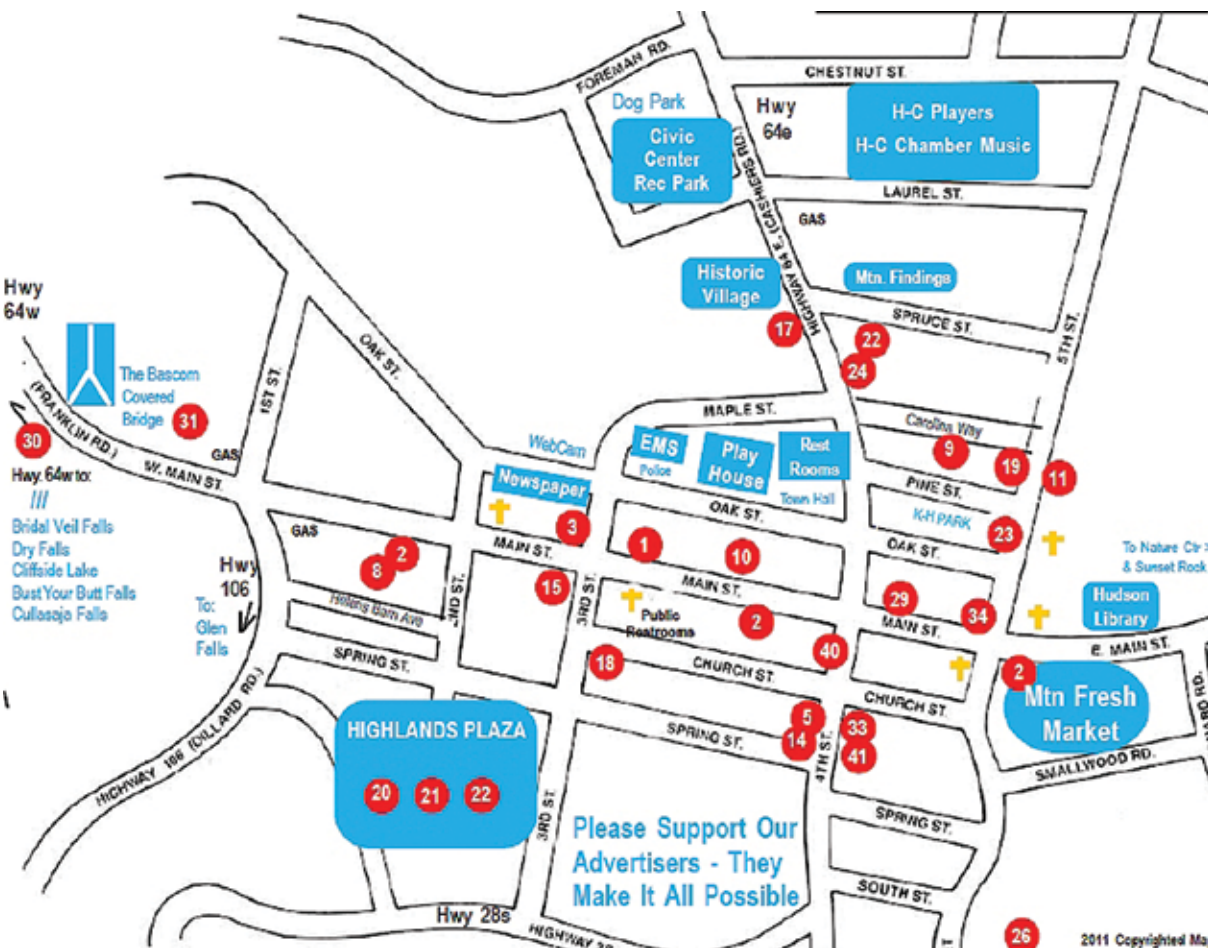 FOREMAN RD.
CHESTNUT ST.
Dog Park
Hwy
64e
H-C Players
H-C Chamber Music
Civic
Center
Rec Park
HIGHWAY 64 E. (CASHIERS RD.)
LAUREL ST.
GAS
Historic
Village
Mtn. Findings
SPRUCE ST.
5TH ST.
17
22
24
Hwy
64w
The Bascom
Covered
Bridge
31
30
(FRANKLIN RD.)
W. MAIN ST.
GAS
1ST ST.
OAK ST.
MAPLE ST.
Carolina Way
9
19
11
WebCam
Newspaper
EMS
Police
Play
House
Rest
Rooms
Town Hall
PINE ST.
K-H PARK
23
Hwy. 64w to:
///
Bridal Veil Falls
Dry Falls
Cliffside Lake
Bust Your Butt Falls
Cullasaja Falls
GAS
Hwy
106
To:
Glen
Falls
2
8
Helen's Barn Ave
2ND ST.
3
MAIN ST.
15
3RD ST.
OAK ST.
1
10
MAIN ST.
OAK ST.
29
34
MAIN ST.
To Nature Ctr >
& Sunset Rock
Hudson
Library
E. MAIN ST.
Public
Restrooms
2
40
SPRING ST.
18
CHURCH ST.
CHURCH ST.
2
Mtn Fresh
Market
SMALLWOOD RD.
HIGHWAY 106 (DILLARD RD.)
HIGHLANDS PLAZA
20
21
22
SPRING ST.
5
14
4TH ST.
33
41
3RD ST.
SPRING ST.
Please Support Our
Advertisers - They
Make It All Possible
SOUTH ST.
Hwy 28s
HIGHWAY
26
2011 Copyrighted Ma